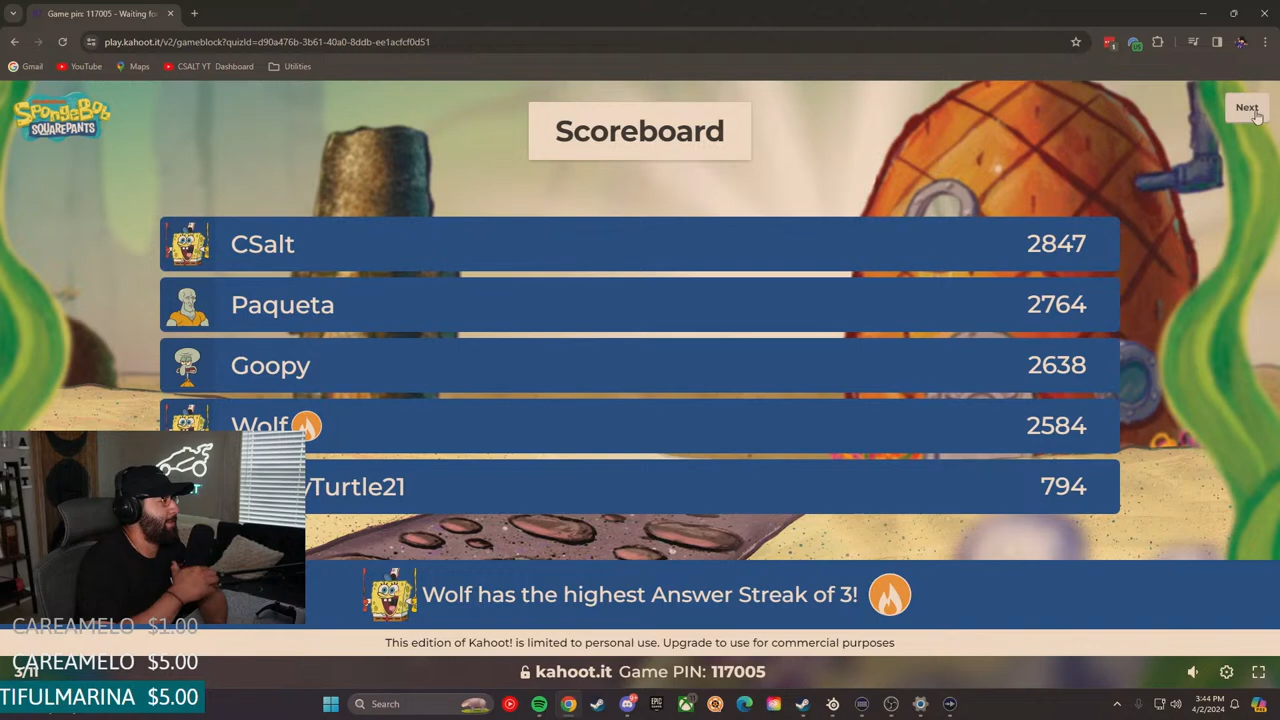 Game pin: 117005 - Waiting fo
play.kahoot.it/v2/gameblock?quizId=d90a476b-3b61-40a0-8ddb-ee1acfcf0d51
Gmail YouTube Maps CSALT YT Dashboard Utilities
SPONGEBOB
SQUAREPANTS
Scoreboard
Next
CSalt 2847
Paqueta 2764
Goopy 2638
Wolf 2584
yTurtle21 794
Wolf has the highest Answer Streak of 3!
This edition of Kahoot! is limited to personal use. Upgrade to use for commercial purposes
CAREAMELO $1.00
CAREAMELO $5.00
TIFULMARINA $5.00
3/11
kahoot.it Game PIN: 117005
Search
3:44 PM
4/2/2024